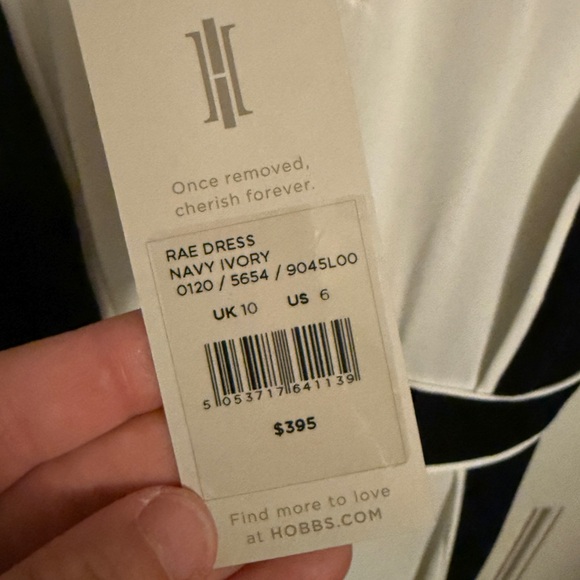 H
Once removed,
cherish forever.
RAE DRESS
NAVY IVORY
0120 / 5654 / 9045L00
UK 10 US 6
5 053717 641139
$395
Find more to love
at HOBBS.COM